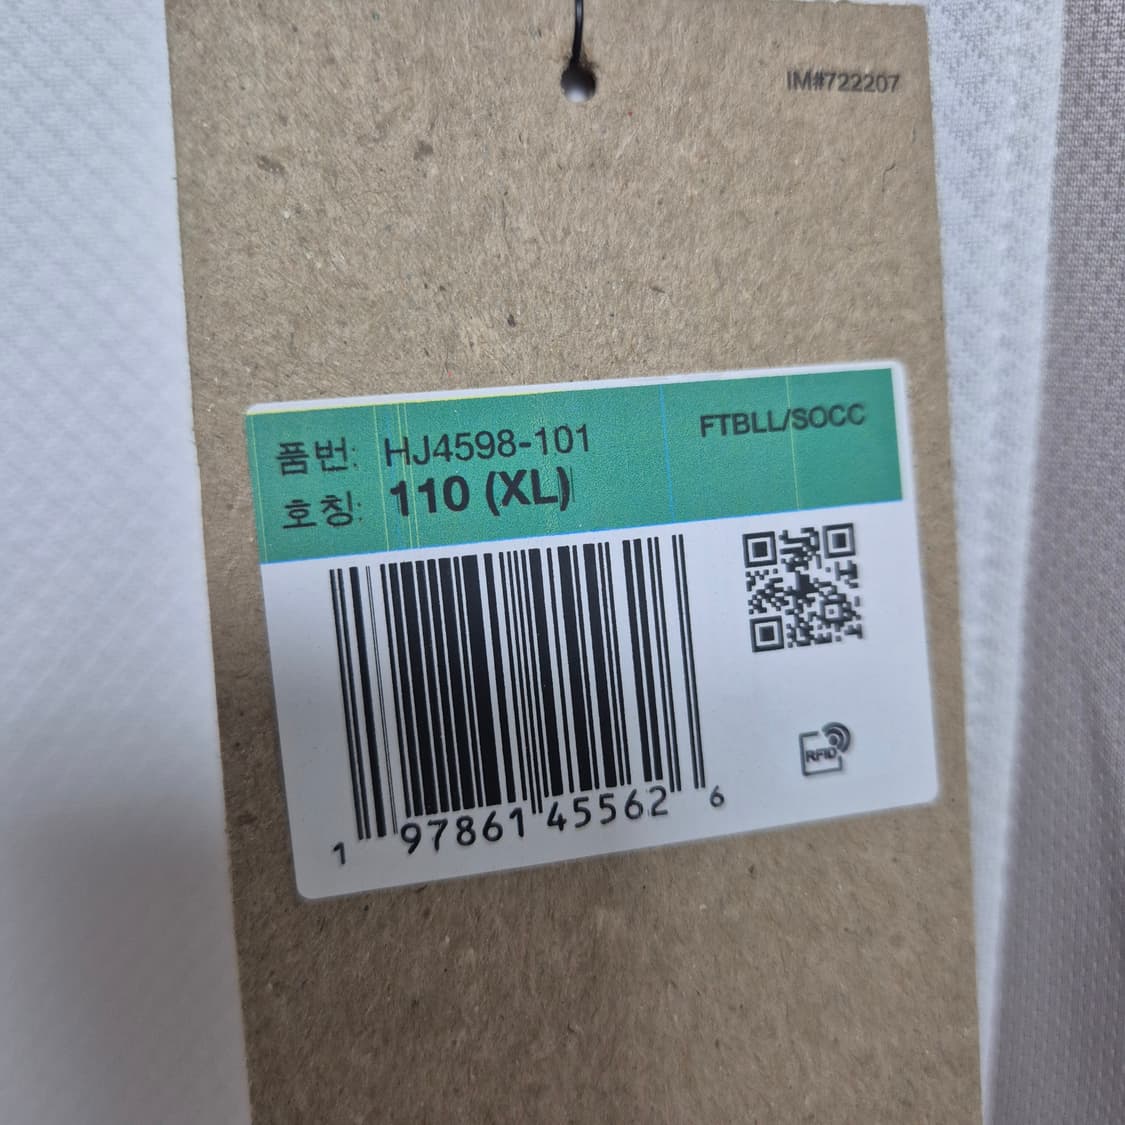 IM#722207
품번: HJ4598-101
FTBLL/SOCC
호칭: 110 (XL)
1 97861 45562 6
RFID